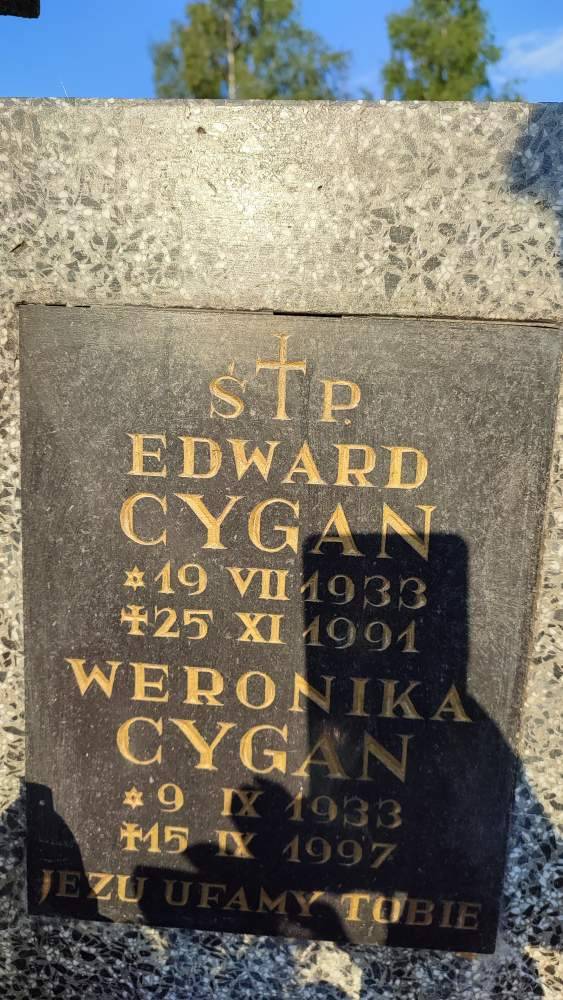 Ś.†P.
EDWARD
CYGAN
✶19 VII 1933
✠25 XI 1991
WERONIKA
CYGAN
✶9 IX 1933
✠15 IX 1997
JEZU UFAMY TOBIE